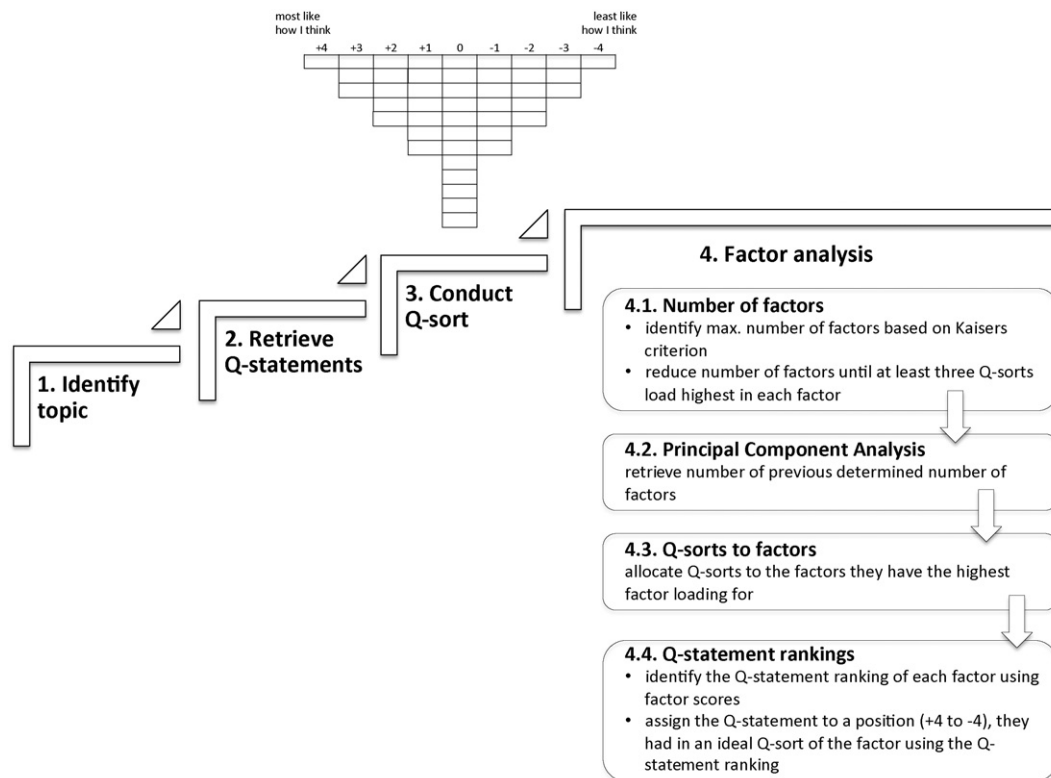 most like
how I think
least like
how I think
+4 +3 +2 +1 0 -1 -2 -3 -4
1. Identify
topic
2. Retrieve
Q-statements
3. Conduct
Q-sort
4. Factor analysis
4.1. Number of factors
• identify max. number of factors based on Kaisers
criterion
• reduce number of factors until at least three Q-sorts
load highest in each factor
4.2. Principal Component Analysis
retrieve number of previous determined number of
factors
4.3. Q-sorts to factors
allocate Q-sorts to the factors they have the highest
factor loading for
4.4. Q-statement rankings
• identify the Q-statement ranking of each factor using
factor scores
• assign the Q-statement to a position (+4 to -4), they
had in an ideal Q-sort of the factor using the Q-
statement ranking